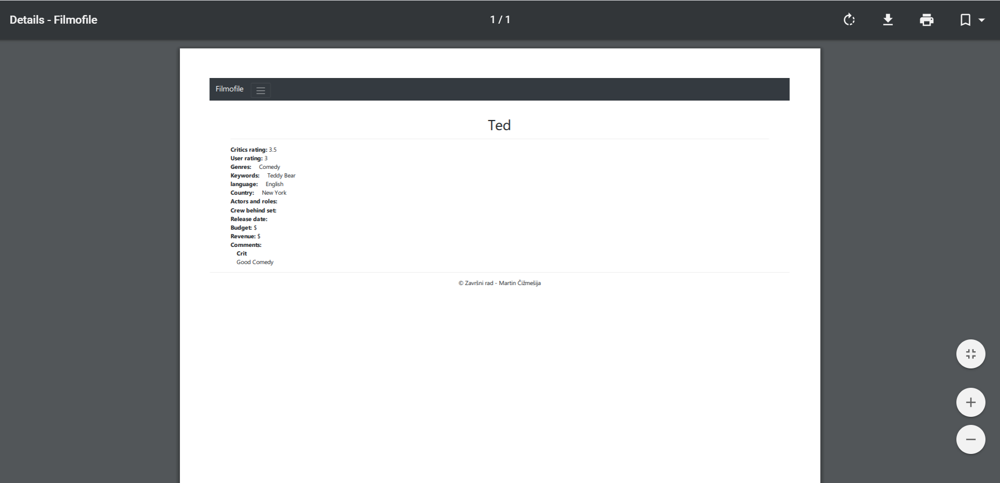 Details - Filmofile
1 / 1
Filmofile
Ted
Critics rating: 3.5
User rating: 3
Genres: Comedy
Keywords: Teddy Bear
language: English
Country: New York
Actors and roles:
Crew behind set:
Release date:
Budget: $
Revenue: $
Comments:
Crit
Good Comedy
© Završni rad - Martin Čižmešija